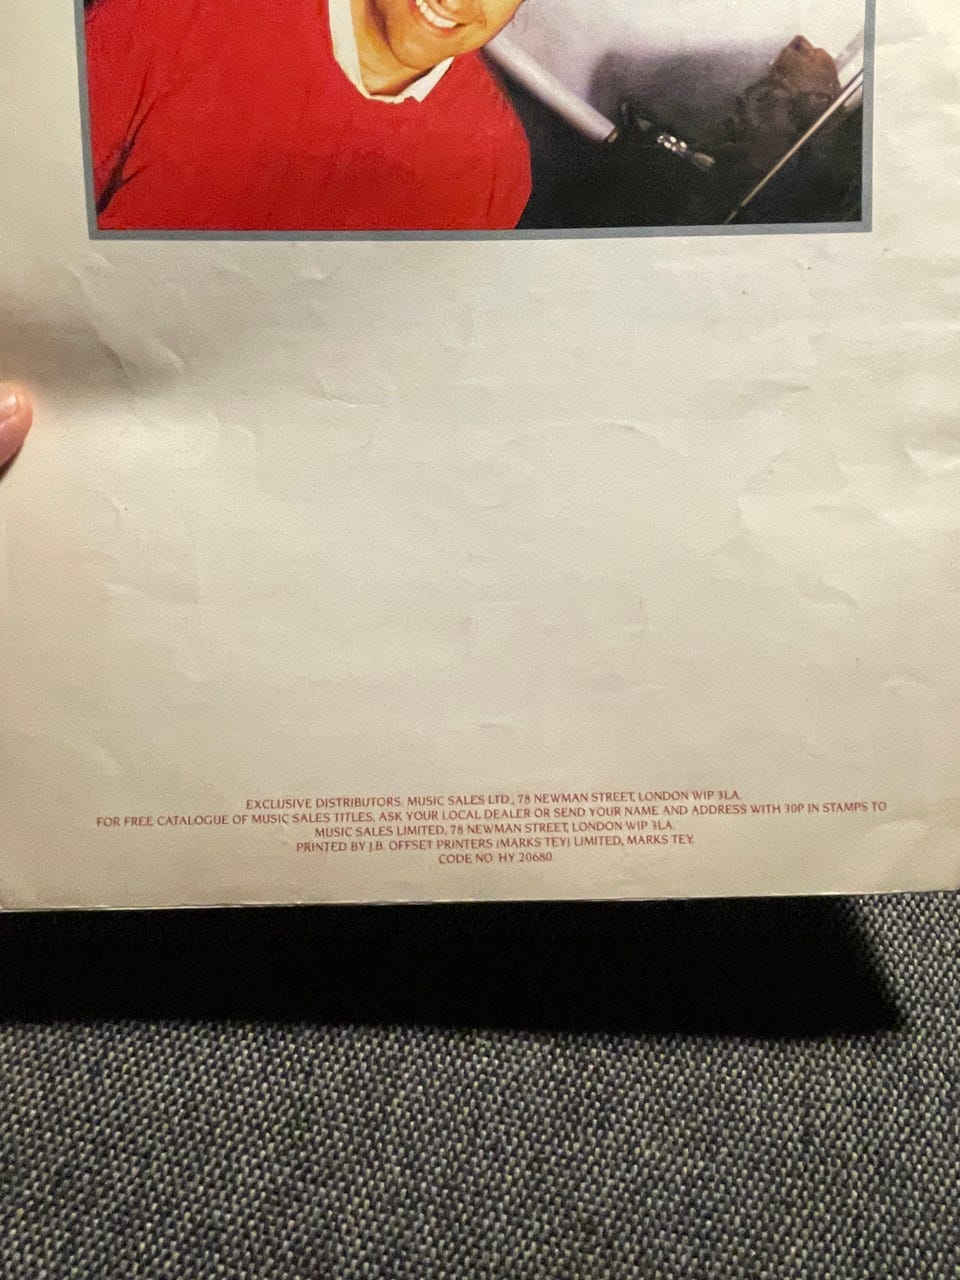 EXCLUSIVE DISTRIBUTORS: MUSIC SALES LTD., 78 NEWMAN STREET, LONDON W1P 3LA.
FOR FREE CATALOGUE OF MUSIC SALES TITLES, ASK YOUR LOCAL DEALER OR SEND YOUR NAME AND ADDRESS WITH 30P IN STAMPS TO
MUSIC SALES LIMITED, 78 NEWMAN STREET, LONDON W1P 3LA.
PRINTED BY J.B. OFFSET PRINTERS (MARKS TEY) LIMITED, MARKS TEY.
CODE NO. HY 20680.